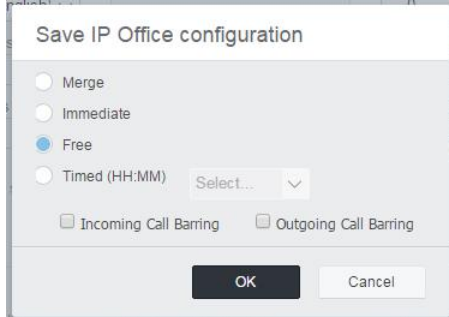 Save IP Office configuration
Merge
Immediate
Free
Timed (HH:MM) Select...
Incoming Call Barring Outgoing Call Barring
OK Cancel